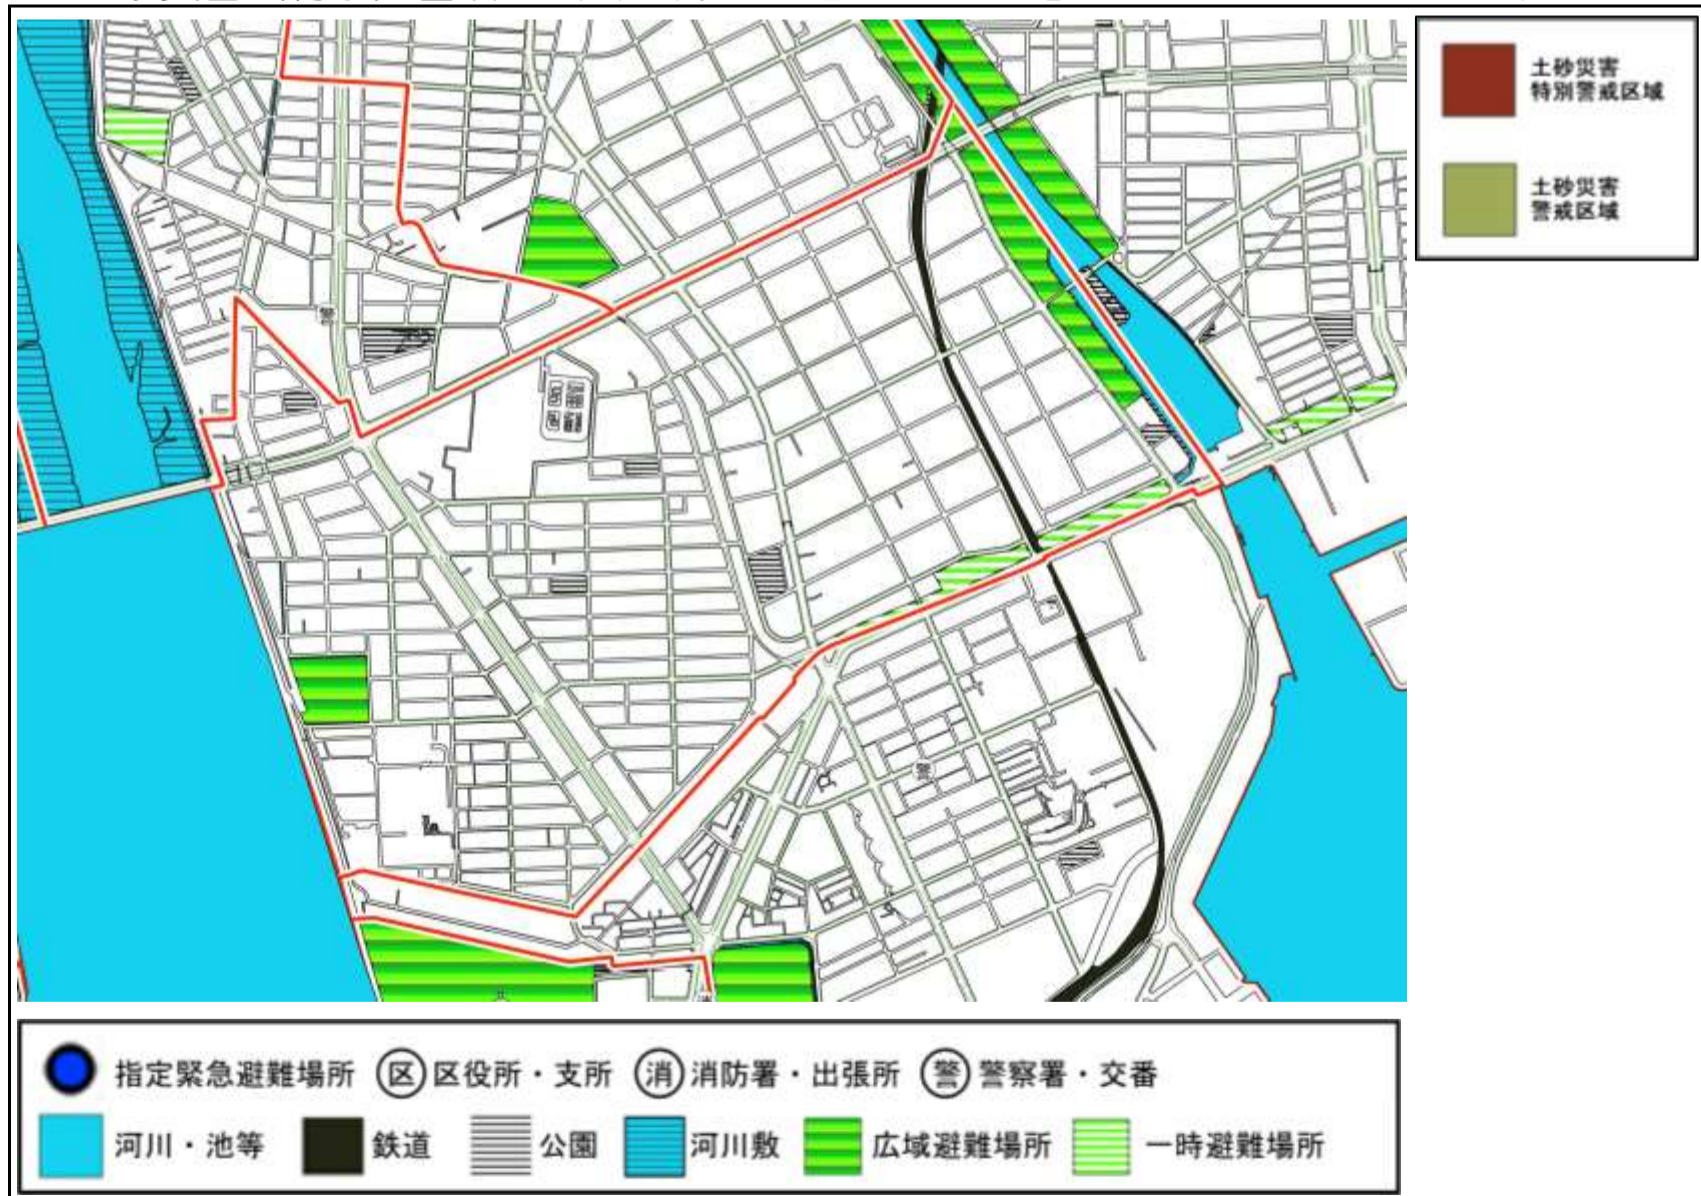 土砂災害
特別警戒区域
土砂災害
警戒区域
警
警
消
指定緊急避難場所 区 区役所・支所 消 消防署・出張所 警 警察署・交番
河川・池等 鉄道 公園 河川敷 広域避難場所 一時避難場所